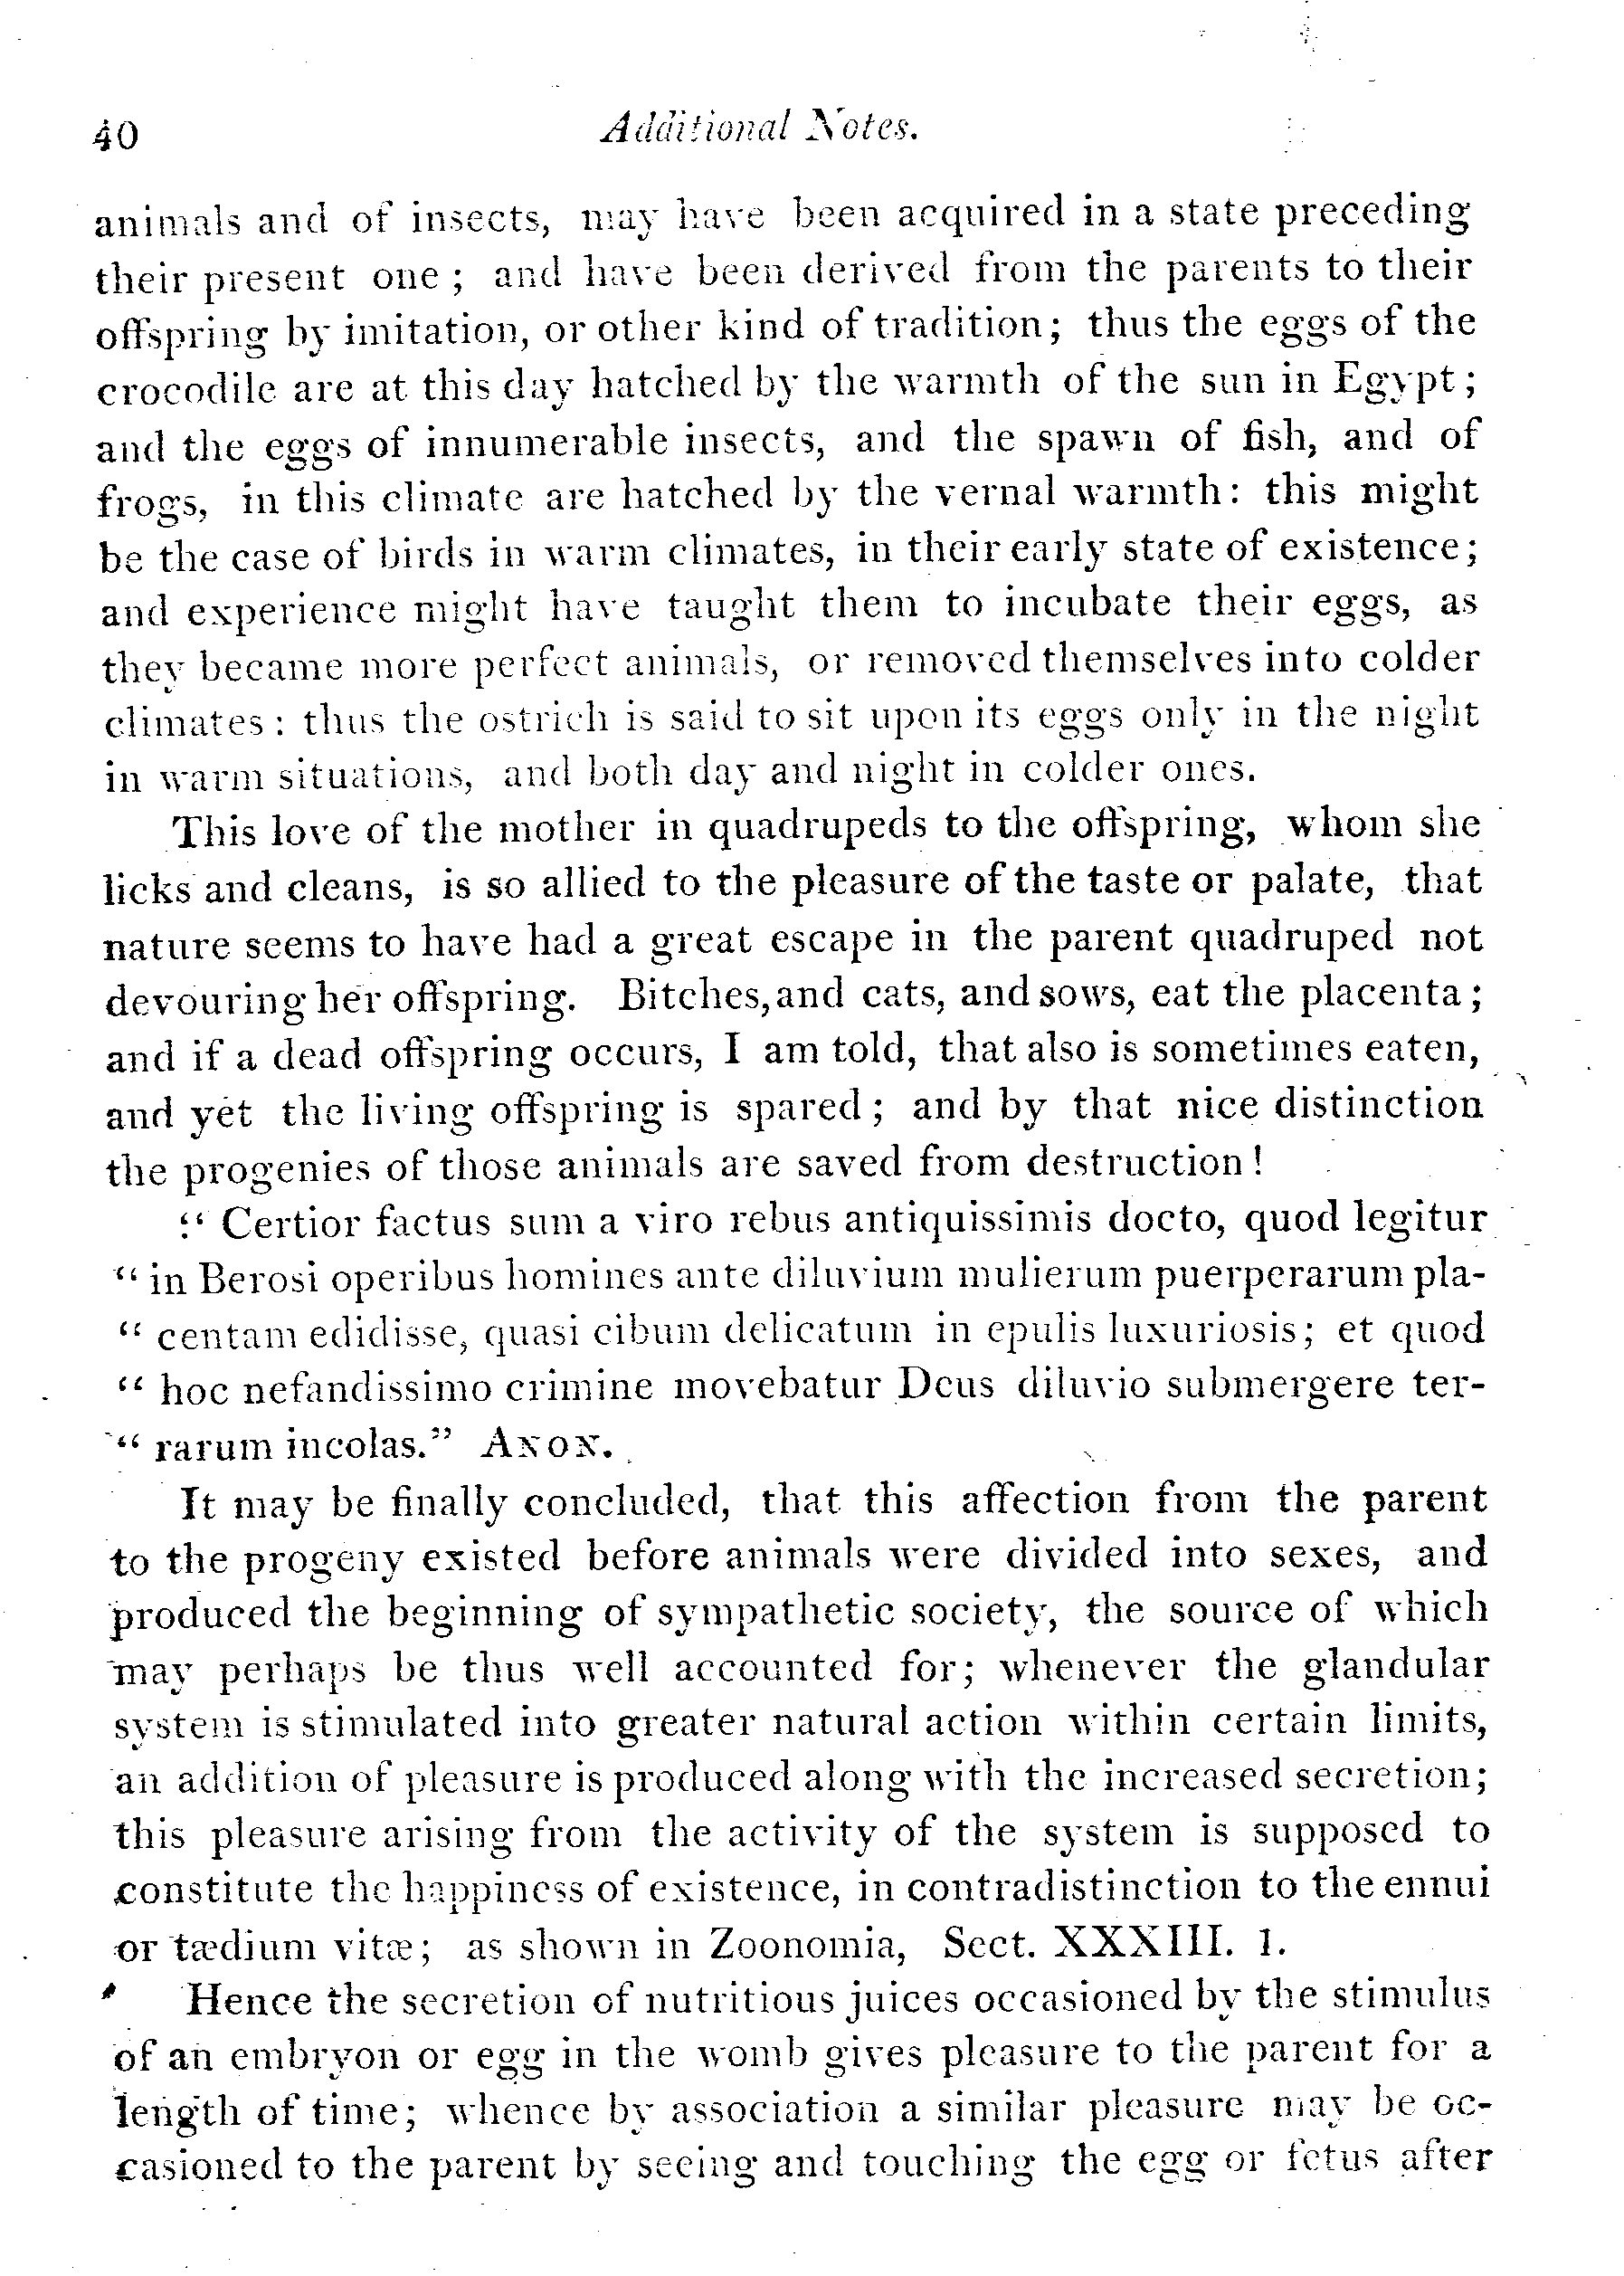 40 Additional Notes.
animals and of insects, may have been acquired in a state preceding
their present one ; and have been derived from the parents to their
offspring by imitation, or other kind of tradition; thus the eggs of the
crocodile are at this day hatched by the warmth of the sun in Egypt;
and the eggs of innumerable insects, and the spawn of fish, and of
frogs, in this climate are hatched by the vernal warmth: this might
be the case of birds in warm climates, in their early state of existence;
and experience might have taught them to incubate their eggs, as
they became more perfect animals, or removed themselves into colder
climates: thus the ostrich is said to sit upon its eggs only in the night
in warm situations, and both day and night in colder ones.
This love of the mother in quadrupeds to the offspring, whom she
licks and cleans, is so allied to the pleasure of the taste or palate, that
nature seems to have had a great escape in the parent quadruped not
devouring her offspring. Bitches, and cats, and sows, eat the placenta;
and if a dead offspring occurs, I am told, that also is sometimes eaten,
and yet the living offspring is spared; and by that nice distinction
the progenies of those animals are saved from destruction!
“ Certior factus sum a viro rebus antiquissimis docto, quod legitur
“ in Berosi operibus homines ante diluvium mulierum puerperarum pla-
“ centam edidisse, quasi cibum delicatum in epulis luxuriosis; et quod
“ hoc nefandissimo crimine movebatur Deus diluvio submergere ter-
“ rarum incolas.” ANON.
It may be finally concluded, that this affection from the parent
to the progeny existed before animals were divided into sexes, and
produced the beginning of sympathetic society, the source of which
may perhaps be thus well accounted for; whenever the glandular
system is stimulated into greater natural action within certain limits,
an addition of pleasure is produced along with the increased secretion;
this pleasure arising from the activity of the system is supposed to
constitute the happiness of existence, in contradistinction to the ennui
or tædium vitæ; as shown in Zoonomia, Sect. XXXIII. 1.
Hence the secretion of nutritious juices occasioned by the stimulus
of an embryon or egg in the womb gives pleasure to the parent for a
length of time; whence by association a similar pleasure may be oc-
casioned to the parent by seeing and touching the egg or fetus after